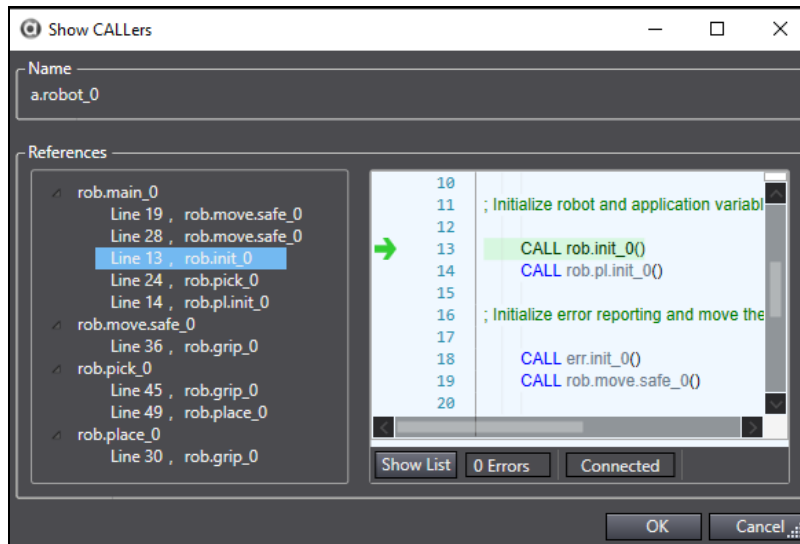 Show CALLers
Name
a.robot_0
References
rob.main_0
Line 19 , rob.move.safe_0
Line 28 , rob.move.safe_0
Line 13 , rob.init_0
Line 24 , rob.pick_0
Line 14 , rob.pl.init_0
rob.move.safe_0
Line 36 , rob.grip_0
rob.pick_0
Line 45 , rob.grip_0
Line 49 , rob.place_0
rob.place_0
Line 30 , rob.grip_0
10
11 ; Initialize robot and application variabl
12
13 CALL rob.init_0()
14 CALL rob.pl.init_0()
15
16 ; Initialize error reporting and move the
17
18 CALL err.init_0()
19 CALL rob.move.safe_0()
20
Show List 0 Errors Connected
OK Cancel